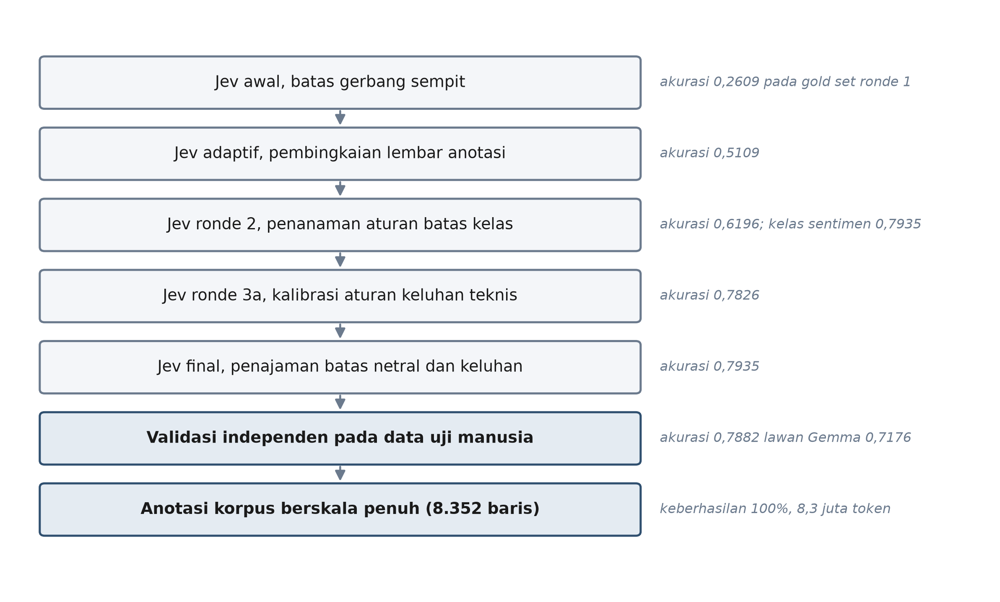 Jev awal, batas gerbang sempit
akurasi 0,2609 pada gold set ronde 1
Jev adaptif, pembingkaian lembar anotasi
akurasi 0,5109
Jev ronde 2, penanaman aturan batas kelas
akurasi 0,6196; kelas sentimen 0,7935
Jev ronde 3a, kalibrasi aturan keluhan teknis
akurasi 0,7826
Jev final, penajaman batas netral dan keluhan
akurasi 0,7935
Validasi independen pada data uji manusia
akurasi 0,7882 lawan Gemma 0,7176
Anotasi korpus berskala penuh (8.352 baris)
keberhasilan 100%, 8,3 juta token